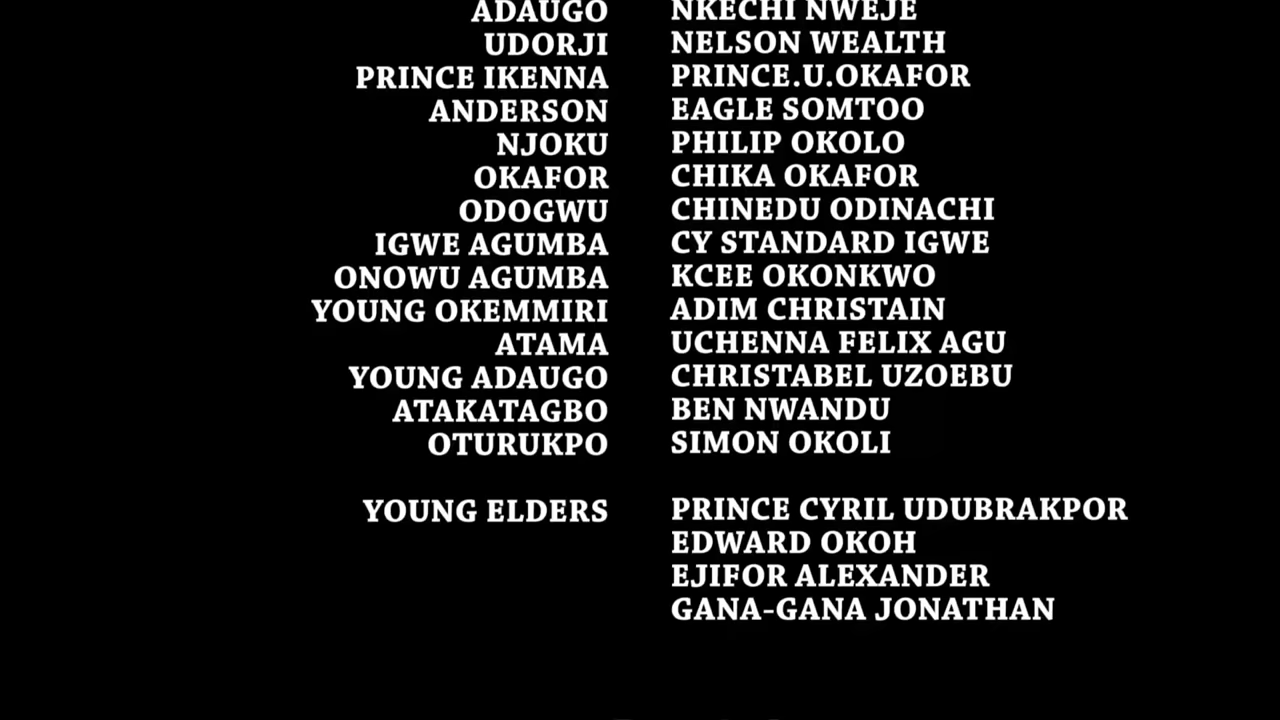 ADAUGO NKECHI NWEJE
UDORJI NELSON WEALTH
PRINCE IKENNA PRINCE.U.OKAFOR
ANDERSON EAGLE SOMTOO
NJOKU PHILIP OKOLO
OKAFOR CHIKA OKAFOR
ODOGWU CHINEDU ODINACHI
IGWE AGUMBA CY STANDARD IGWE
ONOWU AGUMBA KCEE OKONKWO
YOUNG OKEMMIRI ADIM CHRISTAIN
ATAMA UCHENNA FELIX AGU
YOUNG ADAUGO CHRISTABEL UZOEBU
ATAKATAGBO BEN NWANDU
OTURUKPO SIMON OKOLI
YOUNG ELDERS PRINCE CYRIL UDUBRAKPOR
EDWARD OKOH
EJIFOR ALEXANDER
GANA-GANA JONATHAN